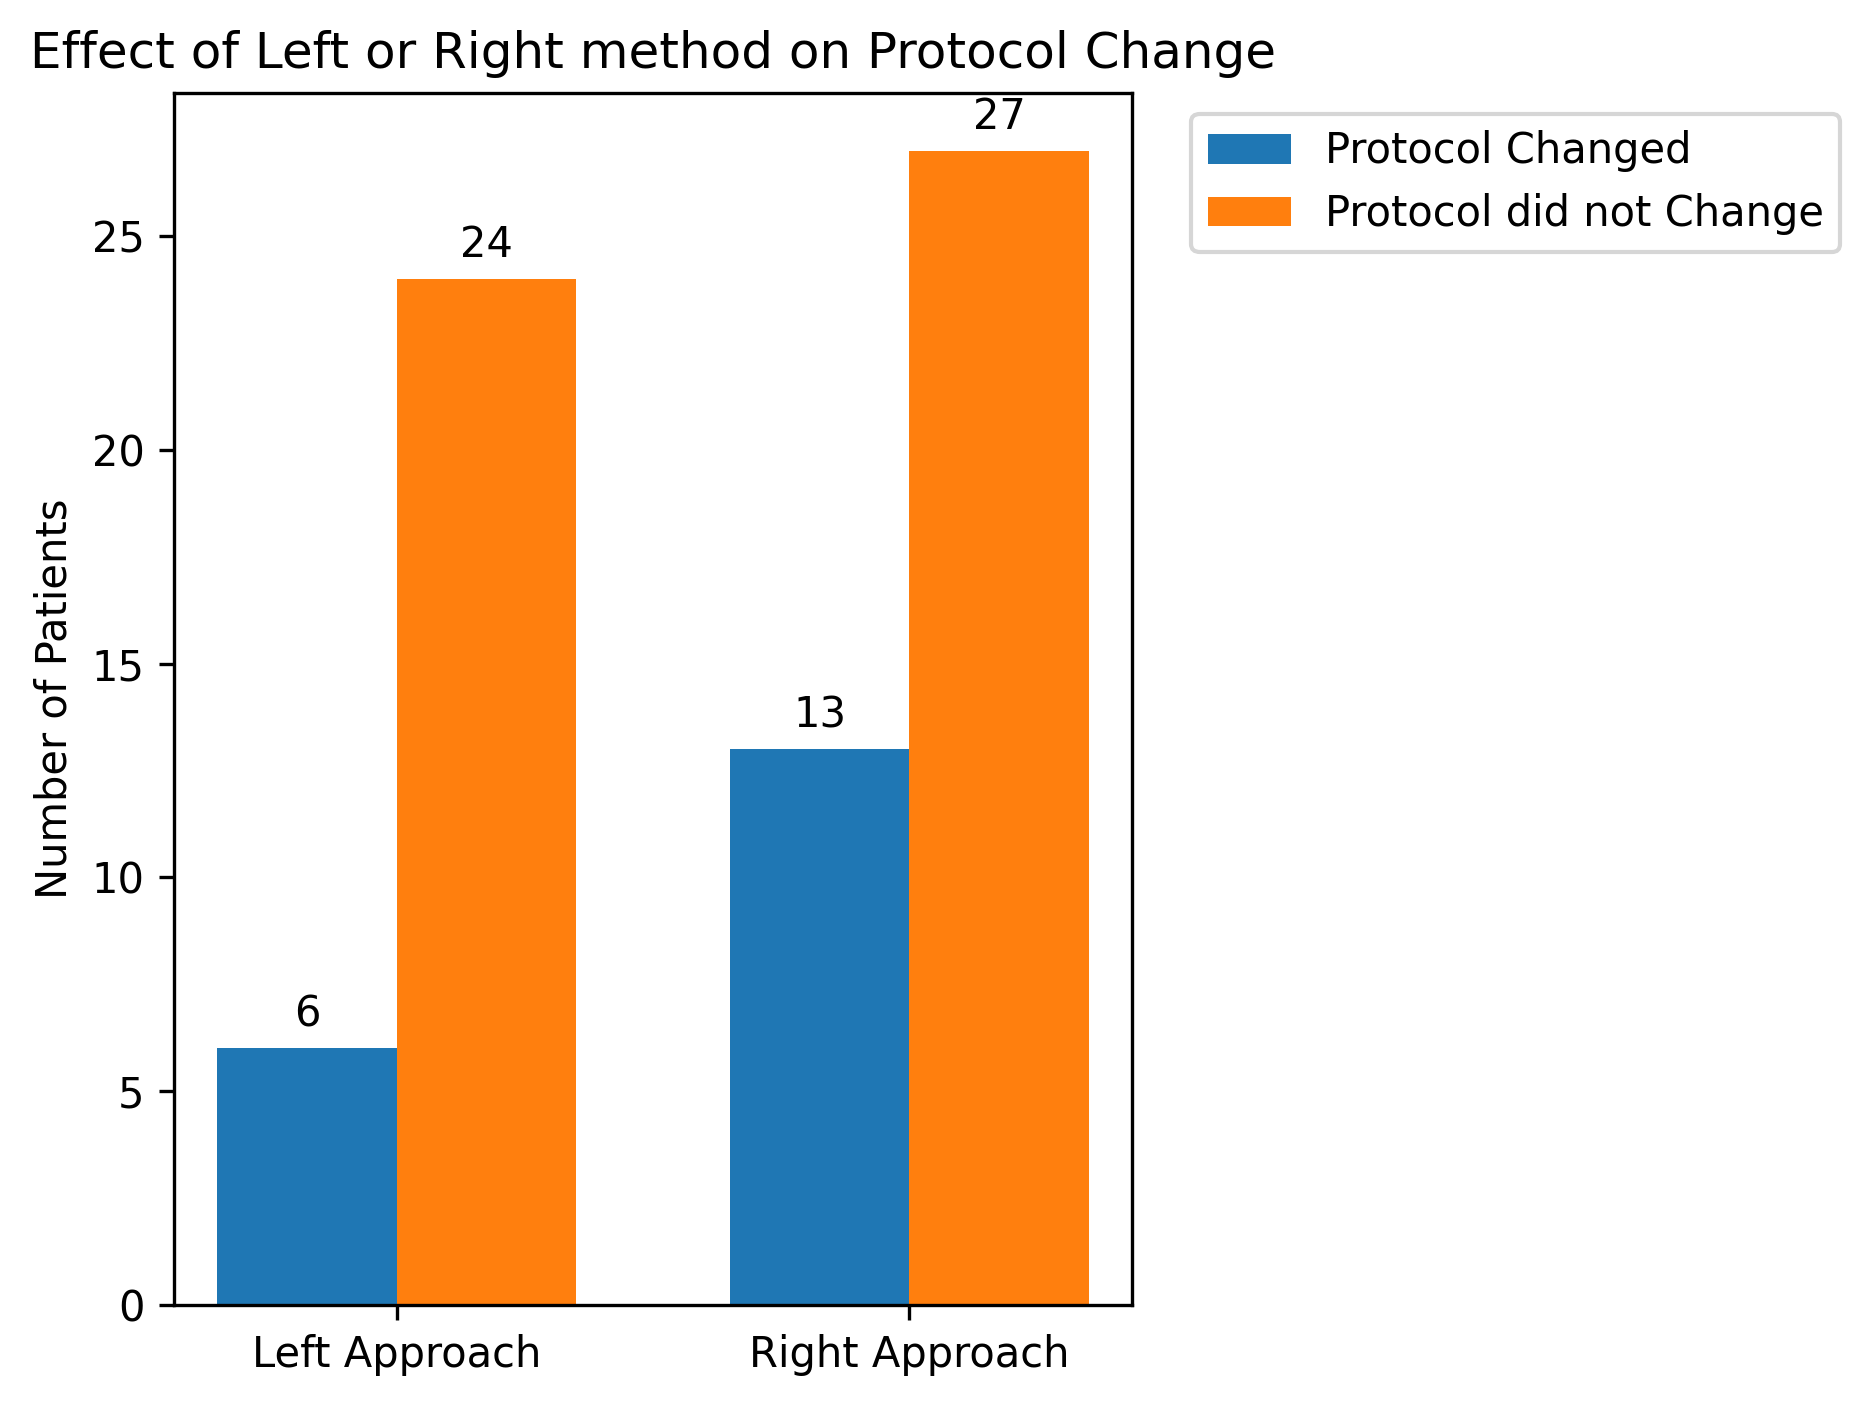 Effect of Left or Right method on Protocol Change
27
Protocol Changed
Protocol did not Change
25
24
20
Number of Patients
15
13
10
6
5
0
Left Approach
Right Approach